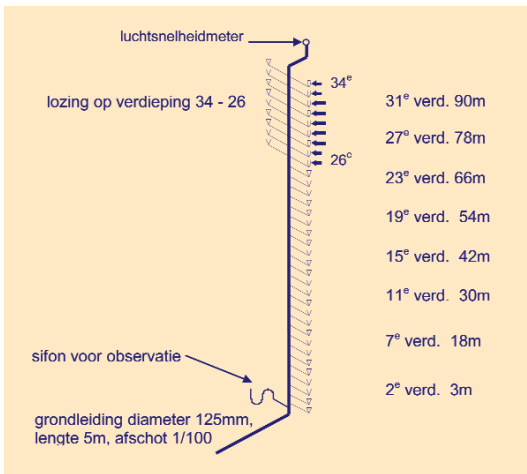 luchtsnelheidmeter
34e
lozing op verdieping 34 - 26
31e verd. 90m
27e verd. 78m
26e
23e verd. 66m
19e verd. 54m
15e verd. 42m
11e verd. 30m
7e verd. 18m
sifon voor observatie
2e verd. 3m
grondleiding diameter 125mm,
lengte 5m, afschot 1/100